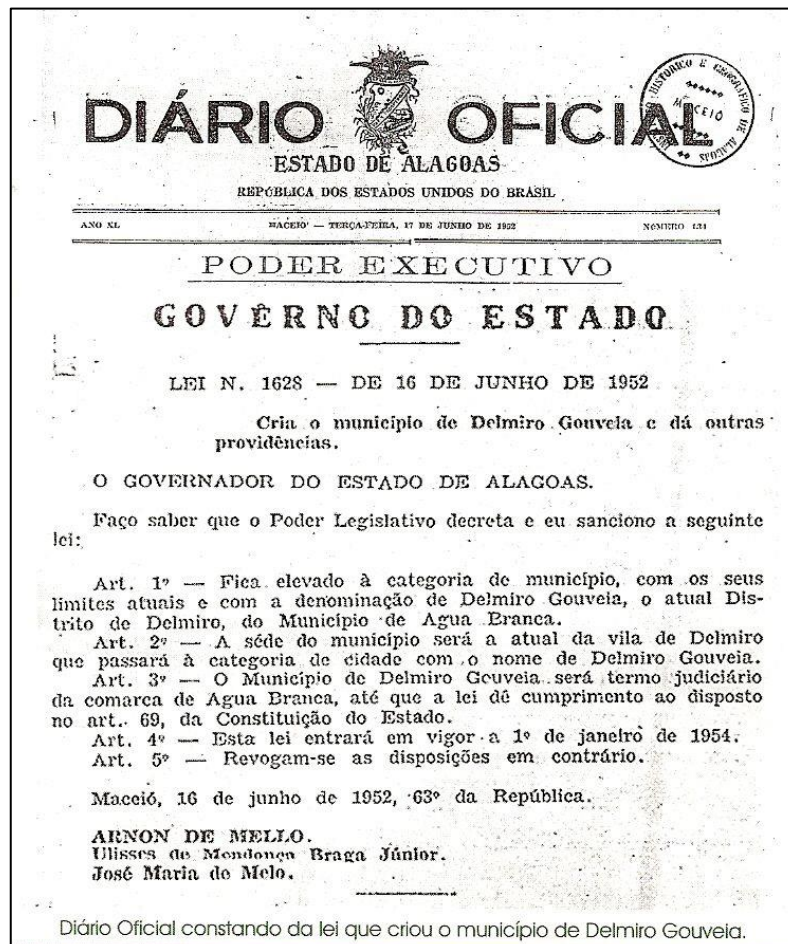 DIÁRIO OFICIAL
HISTÓRICO E GEOGRÁFICO DE ALAGOAS
MACEIÓ
ESTADO DE ALAGOAS
REPÚBLICA DOS ESTADOS UNIDOS DO BRASIL
ANO XL MACEIÓ — TERÇA-FEIRA, 17 DE JUNHO DE 1952 NÚMERO 131
PODER EXECUTIVO
GOVÊRNO DO ESTADO
LEI N. 1628 — DE 16 DE JUNHO DE 1952
Cria o município de Delmiro Gouveia e dá outras
providências.
O GOVERNADOR DO ESTADO DE ALAGOAS.
Faço saber que o Poder Legislativo decreta e eu sanciono a seguinte
lei:
Art. 1º — Fica elevado à categoria de município, com os seus
limites atuais e com a denominação de Delmiro Gouveia, o atual Dis-
trito de Delmiro, do Município de Agua Branca.
Art. 2º — A séde do município será a atual da vila de Delmiro
que passará à categoria de cidade com o nome de Delmiro Gouveia.
Art. 3º — O Município de Delmiro Gouveia será termo judiciário
da comarca de Agua Branca, até que a lei dê cumprimento ao disposto
no art. 69, da Constituição do Estado.
Art. 4º — Esta lei entrará em vigor a 1º de janeiro de 1954.
Art. 5º — Revogam-se as disposições em contrário.
Maceió, 16 de junho de 1952, 63º da República.
ARNON DE MELLO.
Ulisses de Mendonça Braga Júnior.
José Maria de Melo.
Diário Oficial constando da lei que criou o município de Delmiro Gouveia.